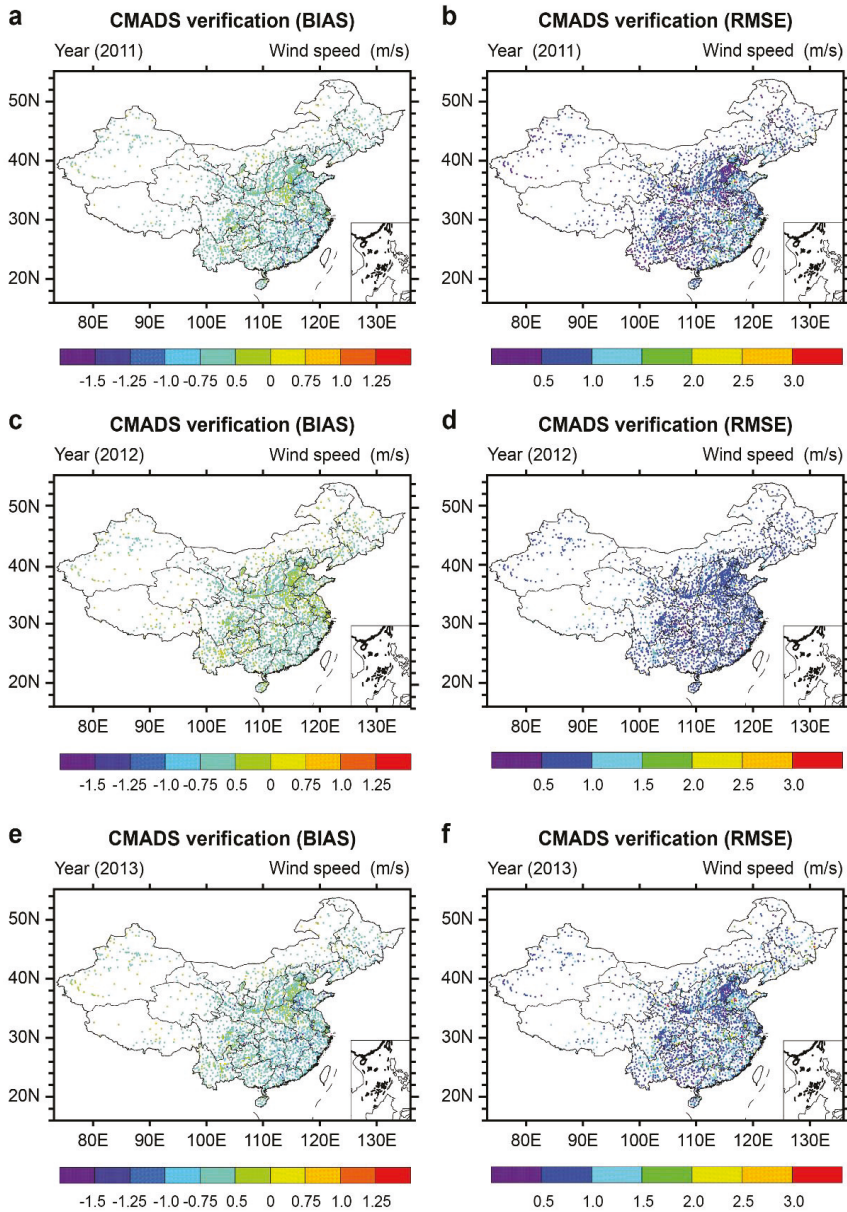 a
CMADS verification (BIAS)
Year (2011) Wind speed (m/s)
50N
40N
30N
20N
80E 90E 100E 110E 120E 130E
-1.5 -1.25 -1.0 -0.75 0.5 0 0.75 1.0 1.25
b
CMADS verification (RMSE)
Year (2011) Wind speed (m/s)
50N
40N
30N
20N
80E 90E 100E 110E 120E 130E
0.5 1.0 1.5 2.0 2.5 3.0
c
CMADS verification (BIAS)
Year (2012) Wind speed (m/s)
50N
40N
30N
20N
80E 90E 100E 110E 120E 130E
-1.5 -1.25 -1.0 -0.75 0.5 0 0.75 1.0 1.25
d
CMADS verification (RMSE)
Year (2012) Wind speed (m/s)
50N
40N
30N
20N
80E 90E 100E 110E 120E 130E
0.5 1.0 1.5 2.0 2.5 3.0
e
CMADS verification (BIAS)
Year (2013) Wind speed (m/s)
50N
40N
30N
20N
80E 90E 100E 110E 120E 130E
-1.5 -1.25 -1.0 -0.75 0.5 0 0.75 1.0 1.25
f
CMADS verification (RMSE)
Year (2013) Wind speed (m/s)
50N
40N
30N
20N
80E 90E 100E 110E 120E 130E
0.5 1.0 1.5 2.0 2.5 3.0